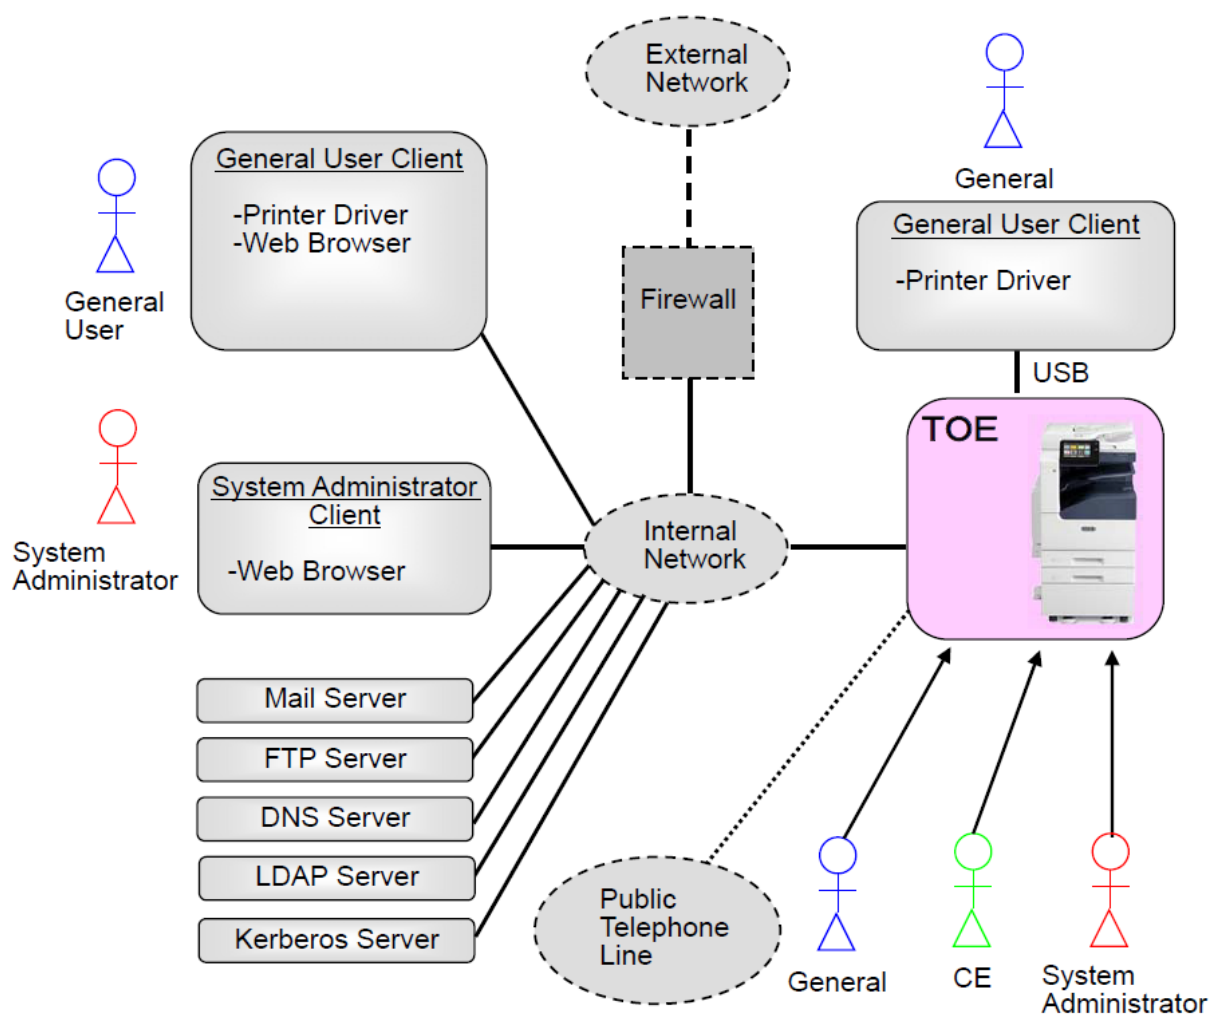 External
Network
General
General User Client
-Printer Driver
-Web Browser
General
User
General User Client
-Printer Driver
Firewall
USB
TOE
System Administrator
Client
-Web Browser
System
Administrator
Internal
Network
Mail Server
FTP Server
DNS Server
LDAP Server
Kerberos Server
Public
Telephone
Line
General
CE
System
Administrator